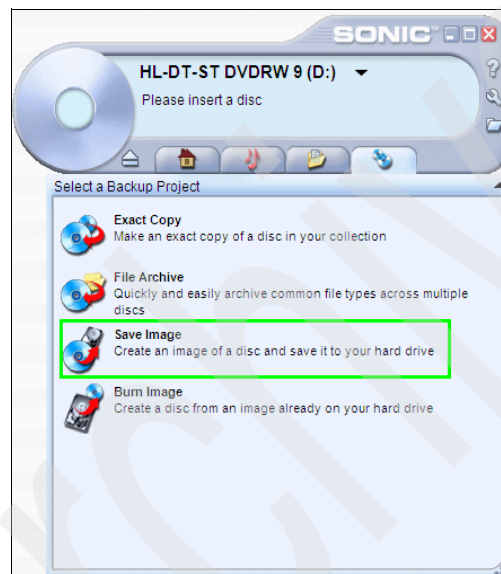 SONIC
HL-DT-ST DVDRW 9 (D:)
Please insert a disc
Select a Backup Project
Exact Copy
Make an exact copy of a disc in your collection
File Archive
Quickly and easily archive common file types across multiple
discs
Save Image
Create an image of a disc and save it to your hard drive
Burn Image
Create a disc from an image already on your hard drive